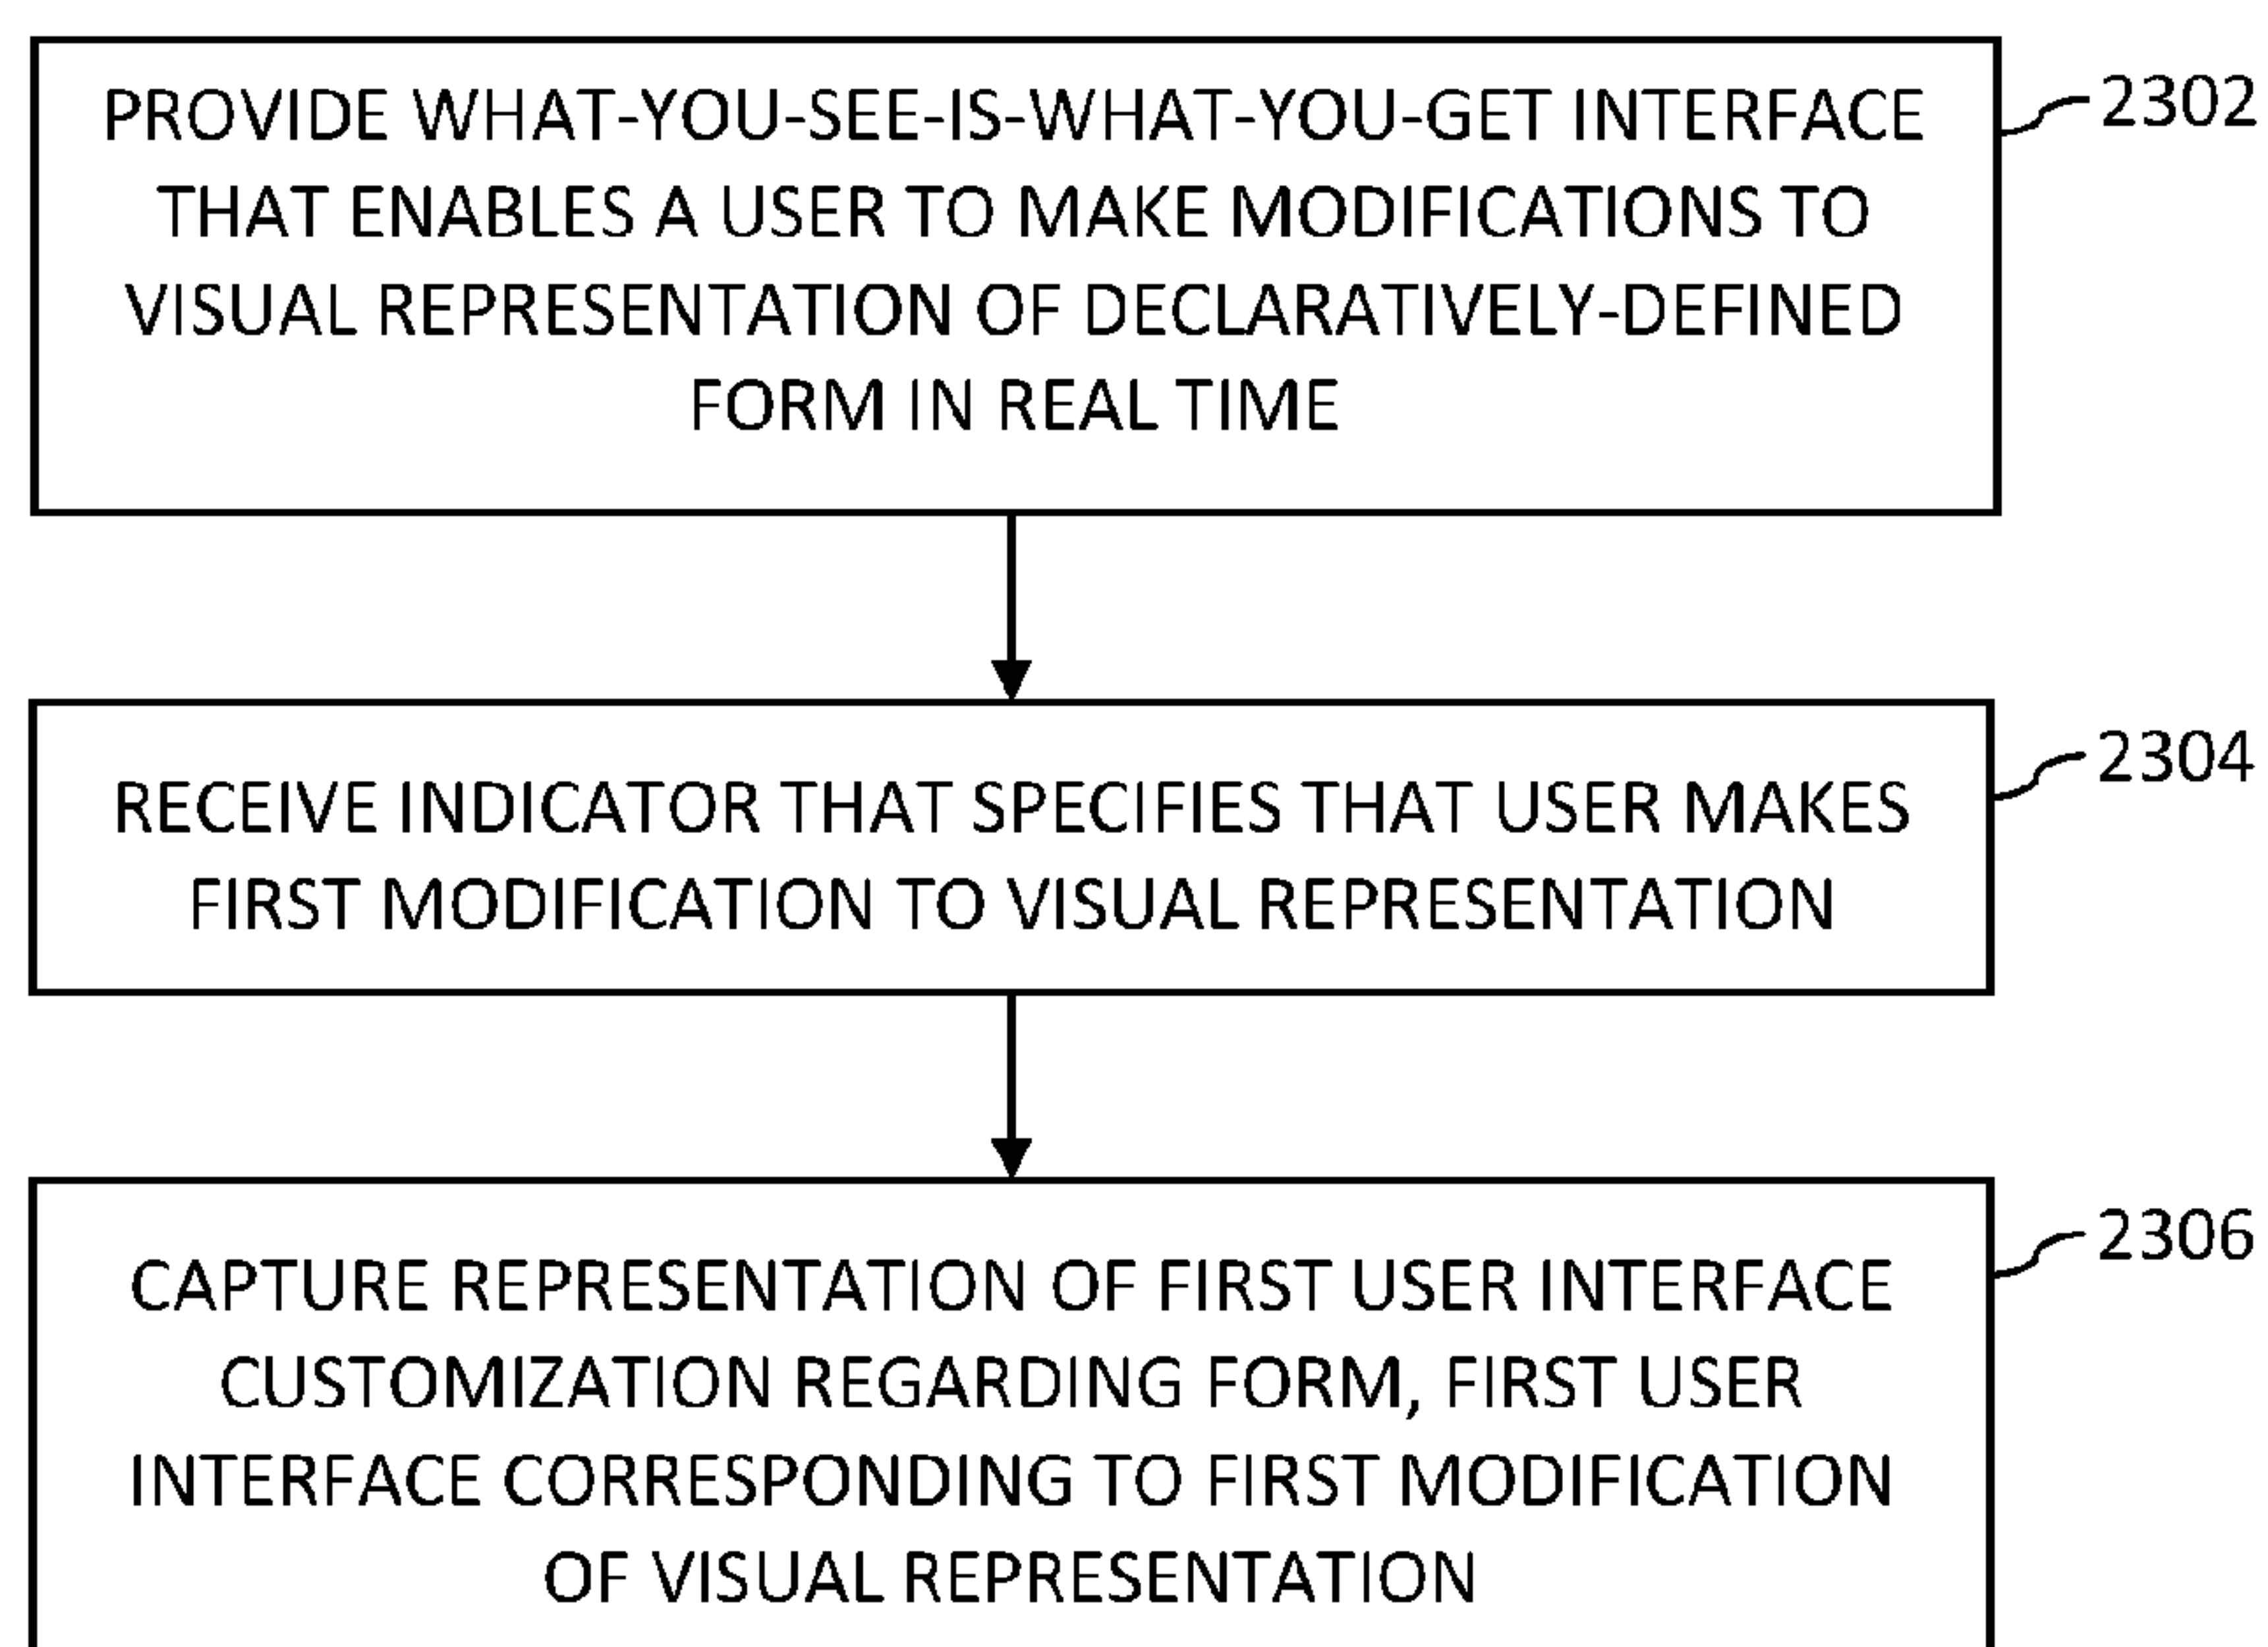 PROVIDE WHAT-YOU-SEE-IS-WHAT-YOU-GET INTERFACE
THAT ENABLES A USER TO MAKE MODIFICATIONS TO
VISUAL REPRESENTATION OF DECLARATIVELY-DEFINED
FORM IN REAL TIME
2302
RECEIVE INDICATOR THAT SPECIFIES THAT USER MAKES
FIRST MODIFICATION TO VISUAL REPRESENTATION
2304
CAPTURE REPRESENTATION OF FIRST USER INTERFACE
CUSTOMIZATION REGARDING FORM, FIRST USER
INTERFACE CORRESPONDING TO FIRST MODIFICATION
OF VISUAL REPRESENTATION
2306